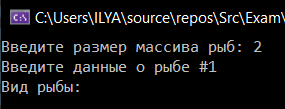 C:\Users\ILYA\source\repos\Src\Exam\
Введите размер массива рыб: 2
Введите данные о рыбе #1
Вид рыбы: